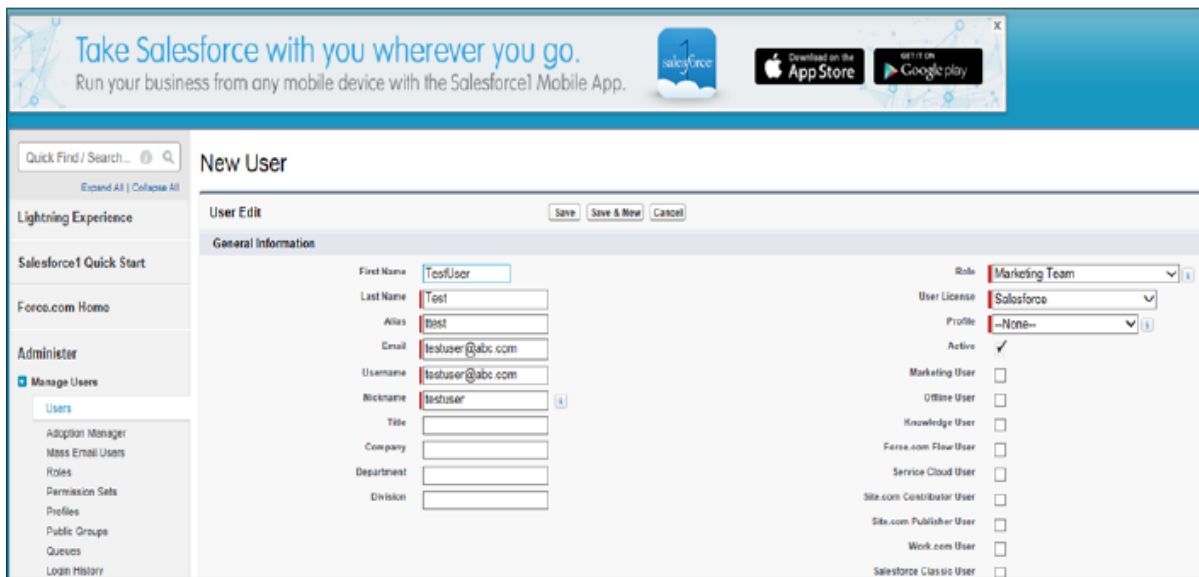 Take Salesforce with you wherever you go.
Run your business from any mobile device with the Salesforce1 Mobile App.
1
salesforce
Download on the
App Store
GET IT ON
Google play
X
Quick Find / Search...
Expand All | Collapse All
Lightning Experience
Salesforce1 Quick Start
Force.com Home
Administer
Manage Users
Users
Adoption Manager
Mass Email Users
Roles
Permission Sets
Profiles
Public Groups
Queues
Login History
New User
User Edit
Save
Save & New
Cancel
General Information
First Name TestUser
Last Name Test
Alias ttest
Email testuser@abc.com
Username testuser@abc.com
Nickname testuser
Title
Company
Department
Division
Role Marketing Team
User License Salesforce
Profile --None--
Active
Marketing User
Offline User
Knowledge User
Force.com Flow User
Service Cloud User
Site.com Contributor User
Site.com Publisher User
Work.com User
Salesforce Classic User